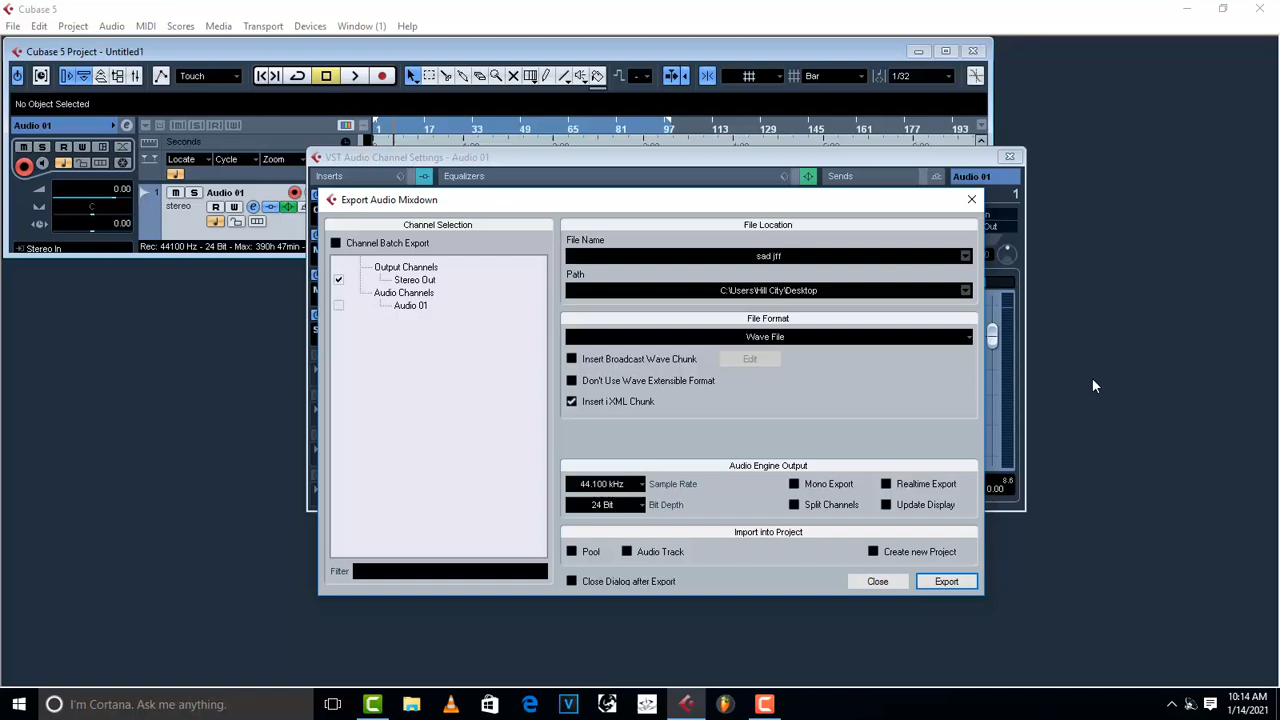 Cubase 5
File Edit Project Audio MIDI Scores Media Transport Devices Window (1) Help
Cubase 5 Project - Untitled1
Touch Bar 1/32
No Object Selected
Audio 01 Seconds 1 17 33 49 65 81 97 113 129 145 161 177 193
Locate Cycle Zoom
VST Audio Channel Settings - Audio 01
Inserts Equalizers Sends Audio 01
0.00 1 M S Audio 01
stereo R W e
C
0.00
Stereo In Rec: 44100 Hz - 24 Bit - Max: 390h 47min -
1
Out
8.6
0.00
Export Audio Mixdown
Channel Selection
Channel Batch Export
Output Channels
Stereo Out
Audio Channels
Audio 01
Filter
File Location
File Name
sad jff
Path
C:\Users\Hill City\Desktop
File Format
Wave File
Insert Broadcast Wave Chunk Edit
Don't Use Wave Extensible Format
Insert iXML Chunk
Audio Engine Output
44.100 kHz Sample Rate Mono Export Realtime Export
24 Bit Bit Depth Split Channels Update Display
Import into Project
Pool Audio Track Create new Project
Close Dialog after Export Close Export
I'm Cortana. Ask me anything.
10:14 AM
1/14/2021